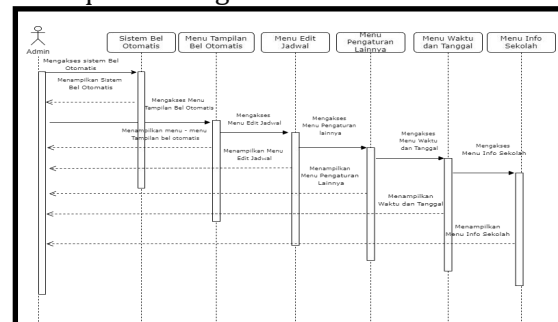 Sistem Bel
Otomatis
Menu Tampilan
Bel Otomatis
Menu Edit
Jadwal
Menu
Pengaturan
Lainnya
Menu Waktu
dan Tanggal
Menu Info
Sekolah
Admin
Mengakses sistem Bel
Otomatis
Menampilkan Sistem
Bel Otomatis
Mengakses Menu
Tampilan Bel Otomatis
Menampilkan menu - menu
Tampilan bel otomatis
Mengakses
Menu Edit Jadwal
Menampilkan Menu
Edit Jadwal
Mengakses
Menu Pengaturan
lainnya
Menampilkan
Menu Pengaturan
Lainnya
Mengakses
Menu Waktu
dan Tanggal
Menampilkan
Waktu dan Tanggal
Mengakses
Menu Info Sekolah
Menampilkan
Menu Info Sekolah